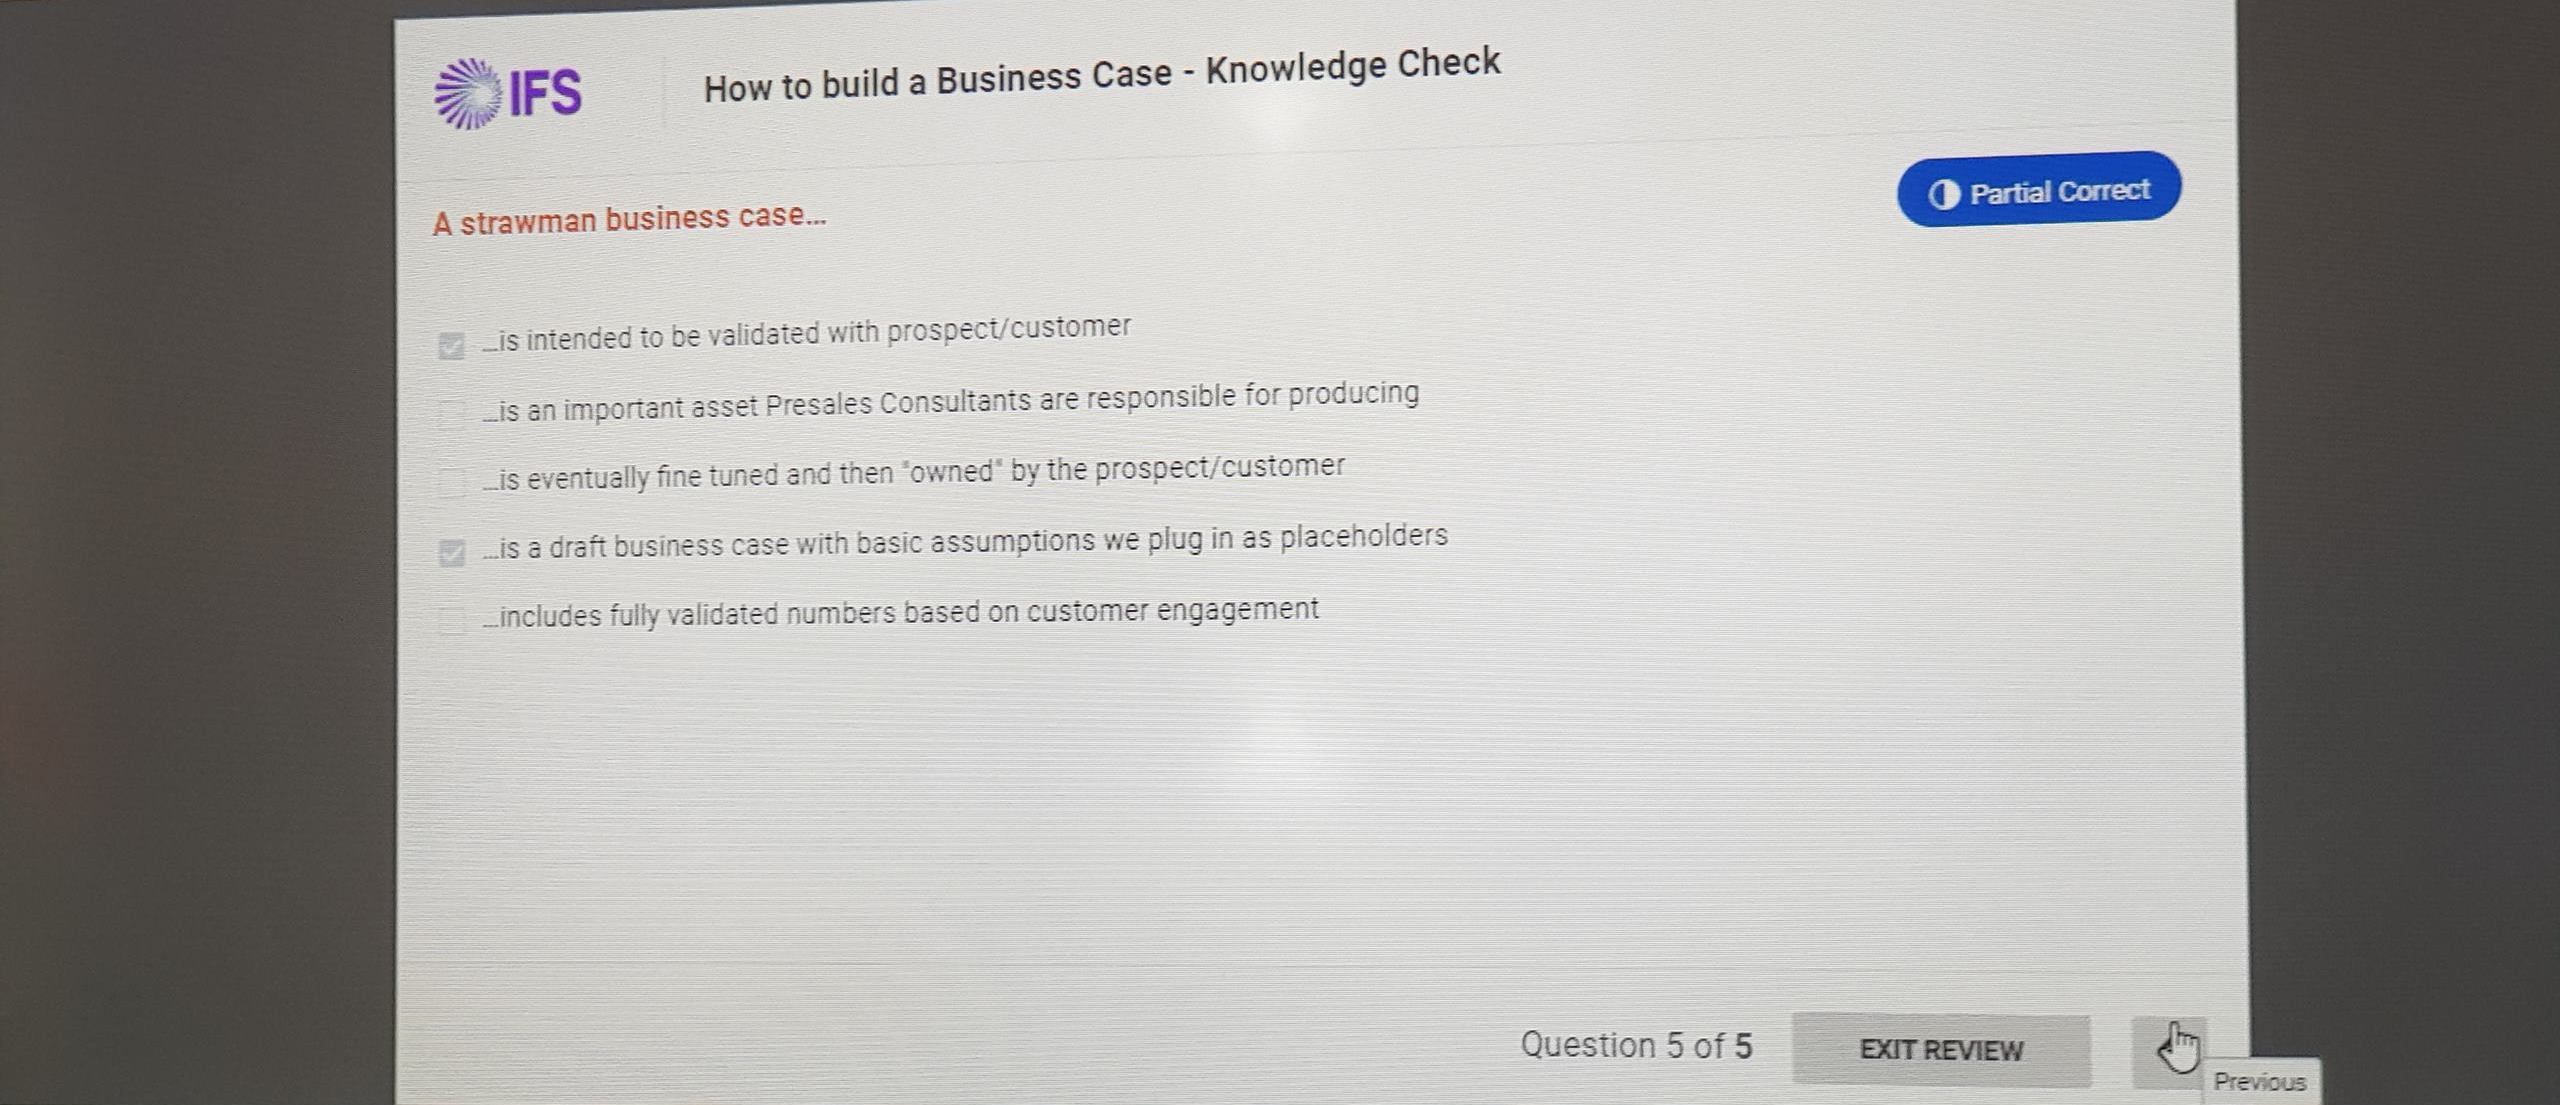 IFS
How to build a Business Case - Knowledge Check
Partial Correct
A strawman business case...
...is intended to be validated with prospect/customer
...is an important asset Presales Consultants are responsible for producing
...is eventually fine tuned and then "owned" by the prospect/customer
...is a draft business case with basic assumptions we plug in as placeholders
...includes fully validated numbers based on customer engagement
Question 5 of 5
EXIT REVIEW
Previous